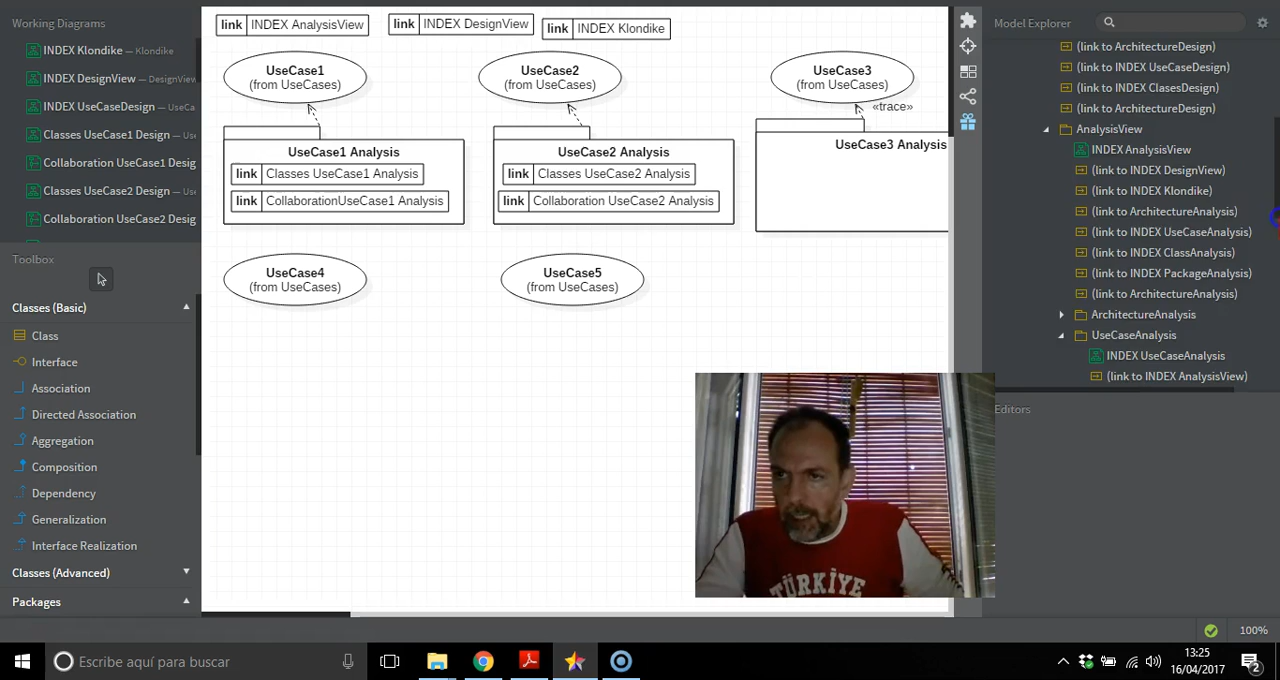 Working Diagrams
INDEX Klondike — Klondike
INDEX DesignView — DesignView
INDEX UseCaseDesign — UseCa
Classes UseCase1 Design — Use
Collaboration UseCase1 Desig
Classes UseCase2 Design — Use
Collaboration UseCase2 Desig
Toolbox
Classes (Basic)
Class
Interface
Association
Directed Association
Aggregation
Composition
Dependency
Generalization
Interface Realization
Classes (Advanced)
Packages
link INDEX AnalysisView
link INDEX DesignView
link INDEX Klondike
UseCase1
(from UseCases)
UseCase2
(from UseCases)
UseCase3
(from UseCases)
«trace»
UseCase1 Analysis
link Classes UseCase1 Analysis
link CollaborationUseCase1 Analysis
UseCase2 Analysis
link Classes UseCase2 Analysis
link Collaboration UseCase2 Analysis
UseCase3 Analysis
UseCase4
(from UseCases)
UseCase5
(from UseCases)
TÜRKİYE
Model Explorer
(link to ArchitectureDesign)
(link to INDEX UseCaseDesign)
(link to INDEX ClasesDesign)
(link to ArchitectureDesign)
AnalysisView
INDEX AnalysisView
(link to INDEX DesignView)
(link to INDEX Klondike)
(link to ArchitectureAnalysis)
(link to INDEX UseCaseAnalysis)
(link to INDEX ClassAnalysis)
(link to INDEX PackageAnalysis)
(link to ArchitectureAnalysis)
ArchitectureAnalysis
UseCaseAnalysis
INDEX UseCaseAnalysis
(link to INDEX AnalysisView)
Editors
100%
Escribe aquí para buscar
13:25
16/04/2017
2